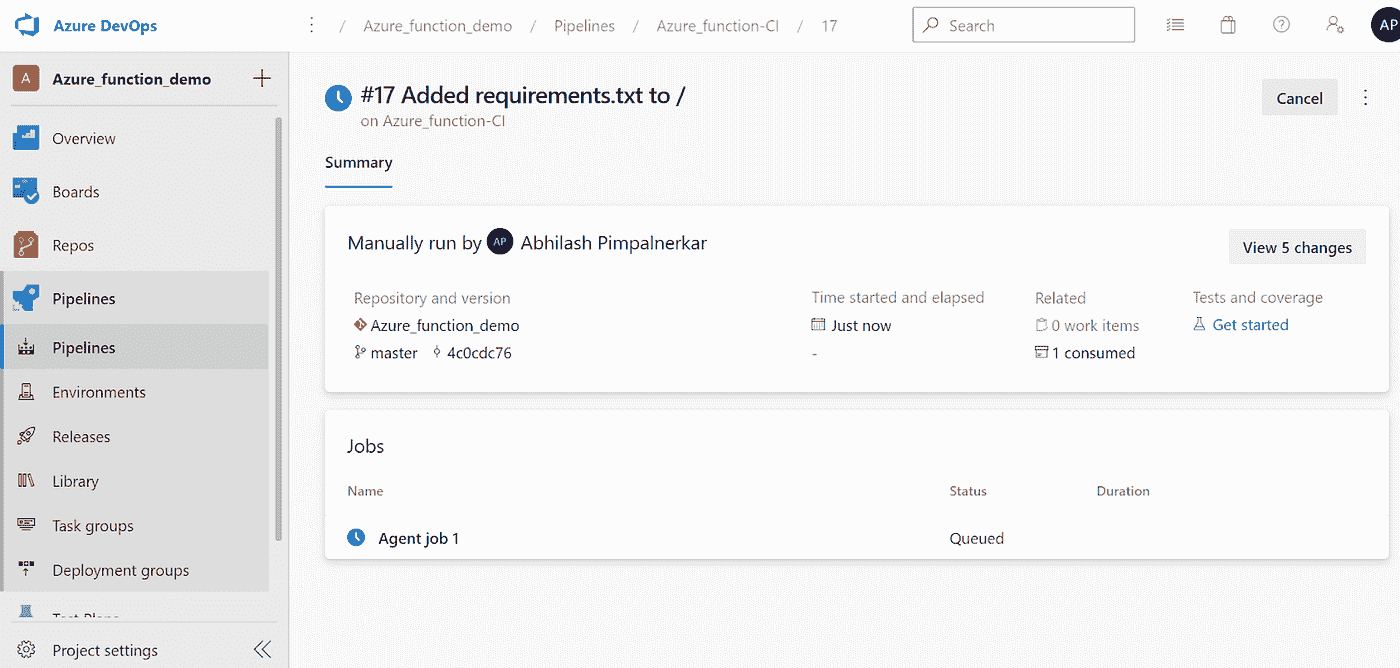 Azure DevOps
/ Azure_function_demo / Pipelines / Azure_function-CI / 17
Search
AP
A Azure_function_demo
Overview
Boards
Repos
Pipelines
Pipelines
Environments
Releases
Library
Task groups
Deployment groups
Test Plans
Project settings
#17 Added requirements.txt to /
on Azure_function-CI
Cancel
Summary
Manually run by AP Abhilash Pimpalnerkar
View 5 changes
Repository and version
Time started and elapsed
Related
Tests and coverage
Azure_function_demo
Just now
0 work items
Get started
master 4c0cdc76
-
1 consumed
Jobs
Name Status Duration
Agent job 1 Queued